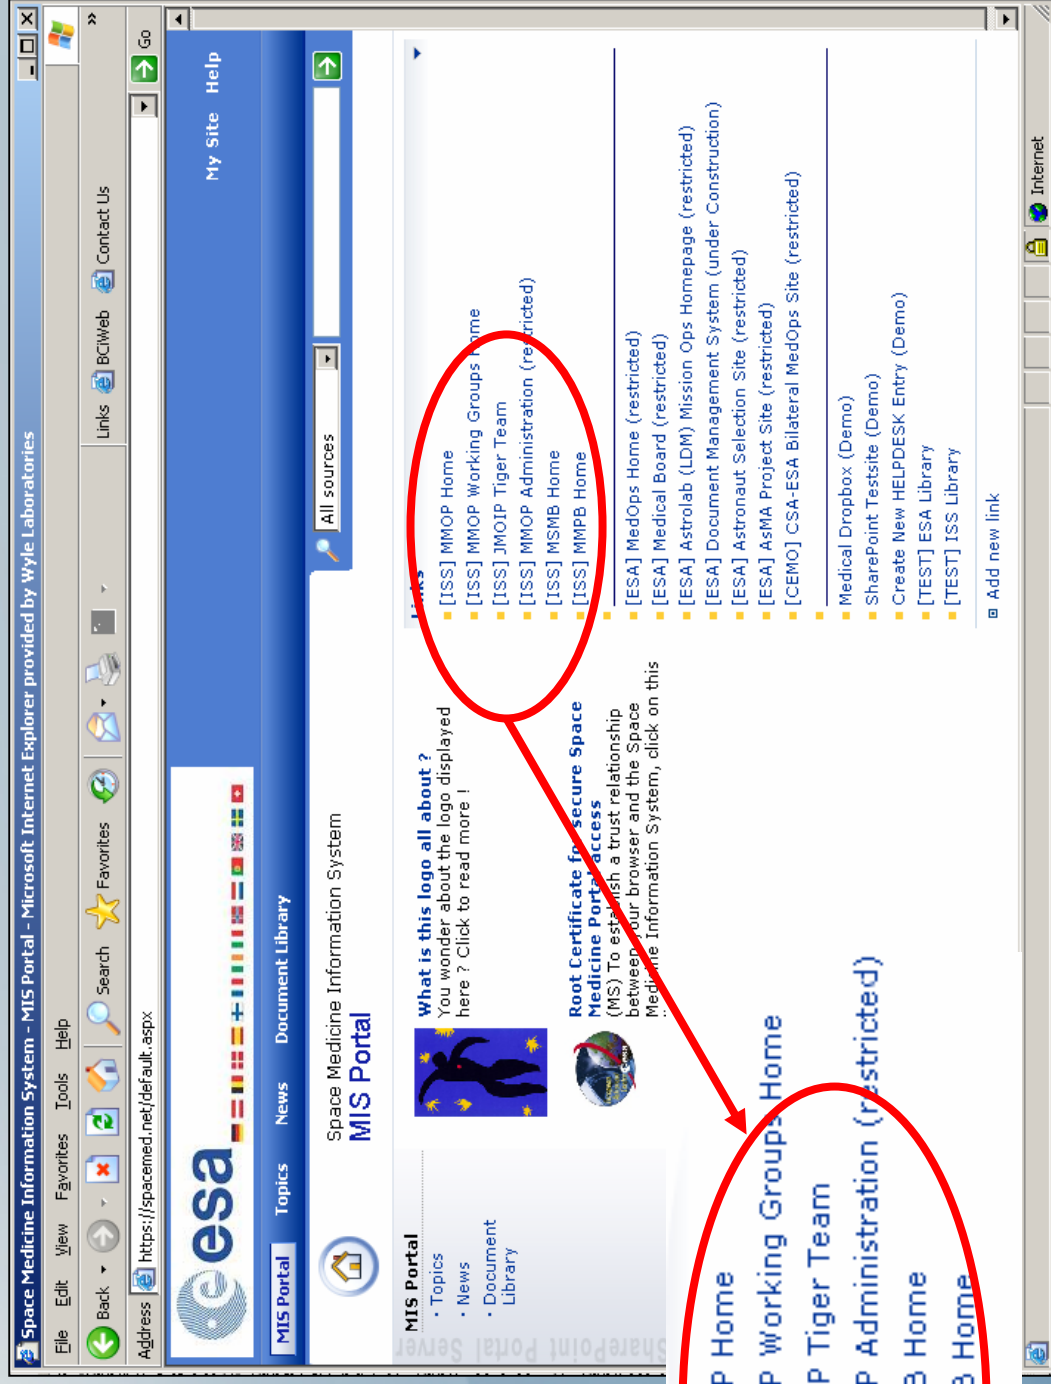 Space Medicine Information System - MIS Portal - Microsoft Internet Explorer provided by Wyle Laboratories
File Edit View Favorites Tools Help
Back Search Favorites Links BCIWeb Contact Us
Address https://spacemed.net/default.aspx Go
esa
My Site Help
MIS Portal Topics News Document Library
Space Medicine Information System
MIS Portal
All sources
MIS Portal
Topics
News
Document
Library
SharePoint Portal Server
What is this logo all about ?
You wonder about the logo displayed
here ? Click to read more !
Root Certificate for secure Space
Medicine Portal access
(MS) To establish a trust relationship
between your browser and the Space
Medicine Information System, click on this
Links
[ISS] MMOP Home
[ISS] MMOP Working Groups Home
[ISS] JMOIP Tiger Team
[ISS] MMOP Administration (restricted)
[ISS] MSMB Home
[ISS] MMPB Home
[ESA] MedOps Home (restricted)
[ESA] Medical Board (restricted)
[ESA] Astrolab (LDM) Mission Ops Homepage (restricted)
[ESA] Document Management System (under Construction)
[ESA] Astronaut Selection Site (restricted)
[ESA] AsMA Project Site (restricted)
[CEMO] CSA-ESA Bilateral MedOps Site (restricted)
Medical Dropbox (Demo)
SharePoint Testsite (Demo)
Create New HELPDESK Entry (Demo)
[TEST] ESA Library
[TEST] ISS Library
Add new link
P Home
P Working Groups Home
P Tiger Team
P Administration (restricted)
B Home
B Home
Internet